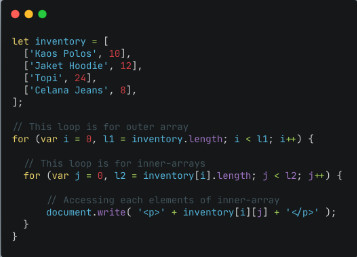 let inventory = [
  ['Kaos Polos', 10],
  ['Jaket Hoodie', 12],
  ['Topi', 24],
  ['Celana Jeans', 8],
];
// This loop is for outer array
for (var i = 0, l1 = inventory.length; i < l1; i++) {
  // This loop is for inner-arrays
  for (var j = 0, l2 = inventory[i].length; j < l2; j++) {
      // Accessing each elements of inner-array
      document.write( '<p>' + inventory[i][j] + '</p>' );
  }
}